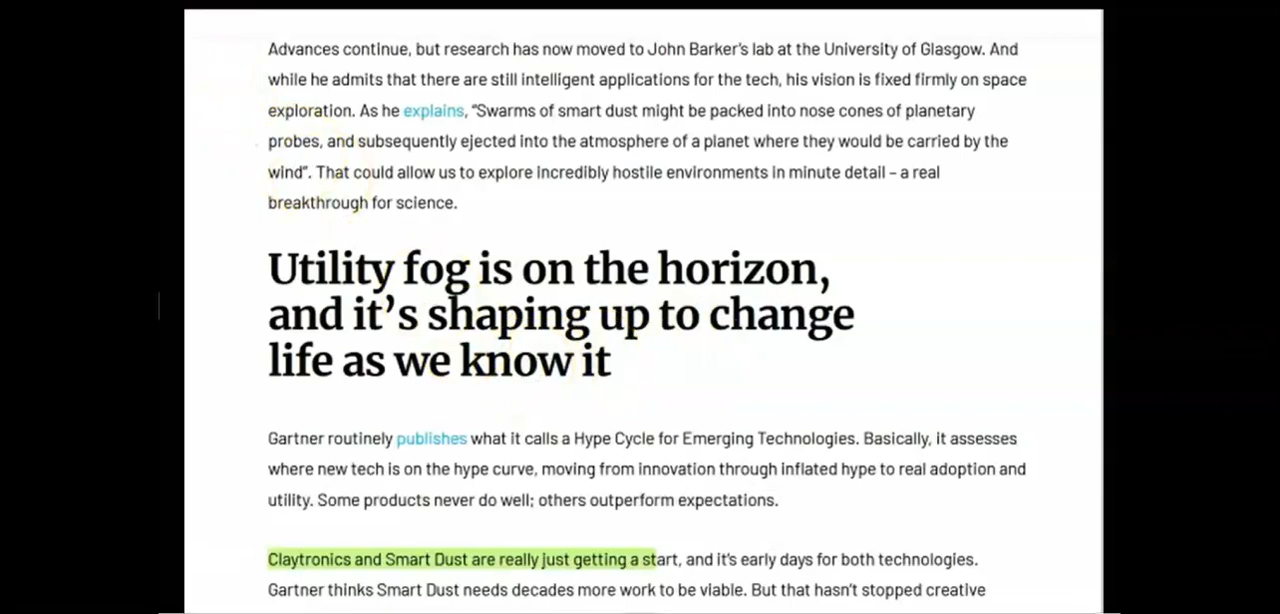 Advances continue, but research has now moved to John Barker's lab at the University of Glasgow. And
while he admits that there are still intelligent applications for the tech, his vision is fixed firmly on space
exploration. As he explains, "Swarms of smart dust might be packed into nose cones of planetary
probes, and subsequently ejected into the atmosphere of a planet where they would be carried by the
wind". That could allow us to explore incredibly hostile environments in minute detail – a real
breakthrough for science.
Utility fog is on the horizon,
and it's shaping up to change
life as we know it
Gartner routinely publishes what it calls a Hype Cycle for Emerging Technologies. Basically, it assesses
where new tech is on the hype curve, moving from innovation through inflated hype to real adoption and
utility. Some products never do well; others outperform expectations.
Claytronics and Smart Dust are really just getting a start, and it's early days for both technologies.
Gartner thinks Smart Dust needs decades more work to be viable. But that hasn't stopped creative